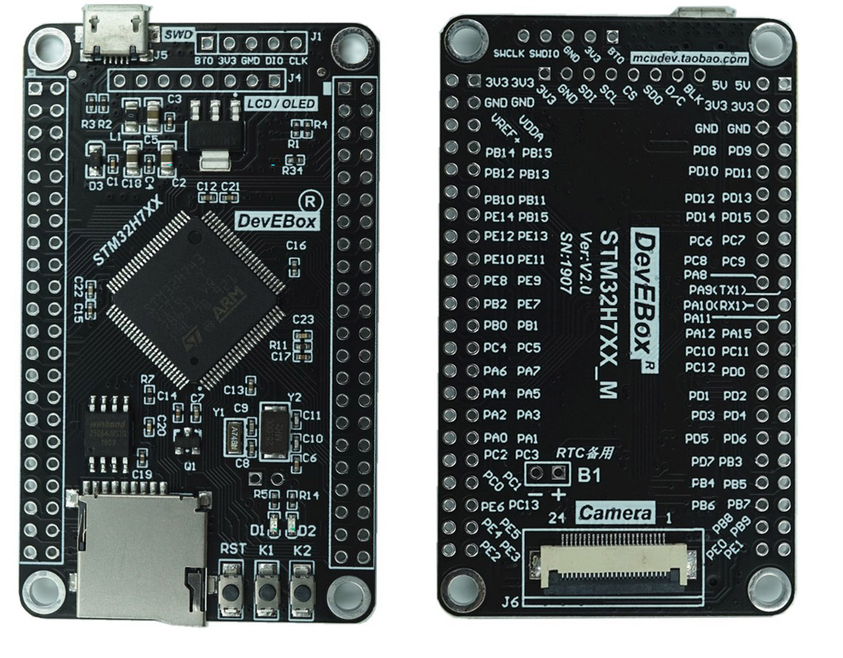 SWD
J1
J5
BT0 3V3 GMD DIO CLK
J4
LCD / OLED
C3
R3 R2
L1
C5
R4
R1
R34
D3
C1
C18
C4
C2
C12 C21
®
DevEBox
STM32H7XX
C16
C22
C15
ARM
C23
R11
C17
R7
C13
C14
C7
Y1
C9
Y2
C11
C20
winbond
C10
Q1
C8
C6
C19
R5
R14
D1
D2
RST K1 K2
SWCLK SWDIO GND 3V3 BT0
mcudev.taobao.com
3V3 GND SDI SCL CS SDO D/C BLK
3V3 3V3
5V 5V
GND GND
3V3 3V3
VREF+ VDDA
GND GND
PB14 PB15
PD8 PD9
PB12 PB13
PD10 PD11
PB10 PB11
PD12 PD13
PE14 PB15
PD14 PD15
PE12 PE13
PC6 PC7
PE10 PE11
PC8 PC9
PA8
PE8 PE9
PA9(TX1)
PB2 PE7
PA10(RX1)
PA11
PB0 PB1
PA12 PA15
PC4 PC5
PC10 PC11
PA6 PA7
PC12 PD0
PA4 PA5
PD1 PD2
PA2 PA3
PD3 PD4
PA0 PA1
PD5 PD6
PC2 PC3
PD7 PB3
PC0 PC1
PB4 PB5
PE6 PC13
PB6 PB7
PE4 PE5
PB8 PB9
PE2 PE3
PE0 PE1
DevEBox ®
STM32H7XX_M
Ver:V2.0
SN:1907
RTC备用
B1
− +
24 Camera 1
J6